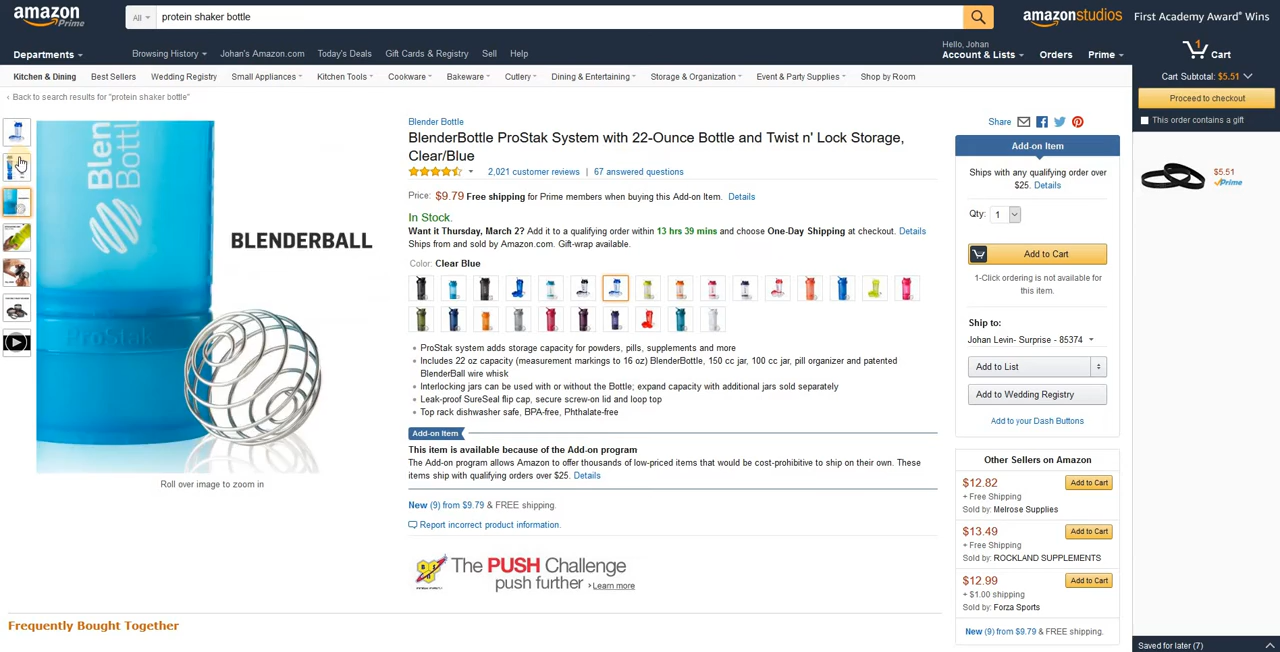 amazon
Prime
All
protein shaker bottle
amazonstudios First Academy Award® Wins
Departments
Browsing History Johan's Amazon.com Today's Deals Gift Cards & Registry Sell Help
Hello, Johan
Account & Lists Orders Prime
1
Cart
Kitchen & Dining Best Sellers Wedding Registry Small Appliances Kitchen Tools Cookware Bakeware Cutlery Dining & Entertaining Storage & Organization Event & Party Supplies Shop by Room
Cart Subtotal: $5.51
Proceed to checkout
This order contains a gift
$5.51
Prime
‹ Back to search results for "protein shaker bottle"
Blen
Bottl
BLENDERBALL
ProStak
Roll over image to zoom in
Blender Bottle
BlenderBottle ProStak System with 22-Ounce Bottle and Twist n' Lock Storage,
Clear/Blue
2,021 customer reviews | 67 answered questions
Price: $9.79 Free shipping for Prime members when buying this Add-on Item. Details
In Stock.
Want it Thursday, March 2? Add it to a qualifying order within 13 hrs 39 mins and choose One-Day Shipping at checkout. Details
Ships from and sold by Amazon.com. Gift-wrap available.
Color: Clear Blue
ProStak system adds storage capacity for powders, pills, supplements and more
Includes 22 oz capacity (measurement markings to 16 oz) BlenderBottle, 150 cc jar, 100 cc jar, pill organizer and patented
BlenderBall wire whisk
Interlocking jars can be used with or without the Bottle; expand capacity with additional jars sold separately
Leak-proof SureSeal flip cap, secure screw-on lid and loop top
Top rack dishwasher safe, BPA-free, Phthalate-free
Add-on Item
This item is available because of the Add-on program
The Add-on program allows Amazon to offer thousands of low-priced items that would be cost-prohibitive to ship on their own. These
items ship with qualifying orders over $25. Details
New (9) from $9.79 & FREE shipping.
Report incorrect product information.
The PUSH Challenge
push further › Learn more
Share
Add-on Item
Ships with any qualifying order over
$25. Details
Qty: 1
Add to Cart
1-Click ordering is not available for
this item.
Ship to:
Johan Levin- Surprise - 85374
Add to List
Add to Wedding Registry
Add to your Dash Buttons
Other Sellers on Amazon
$12.82 Add to Cart
+ Free Shipping
Sold by: Melrose Supplies
$13.49 Add to Cart
+ Free Shipping
Sold by: ROCKLAND SUPPLEMENTS
$12.99 Add to Cart
+ $1.00 shipping
Sold by: Forza Sports
New (9) from $9.79 & FREE shipping.
Frequently Bought Together
Saved for later (7)